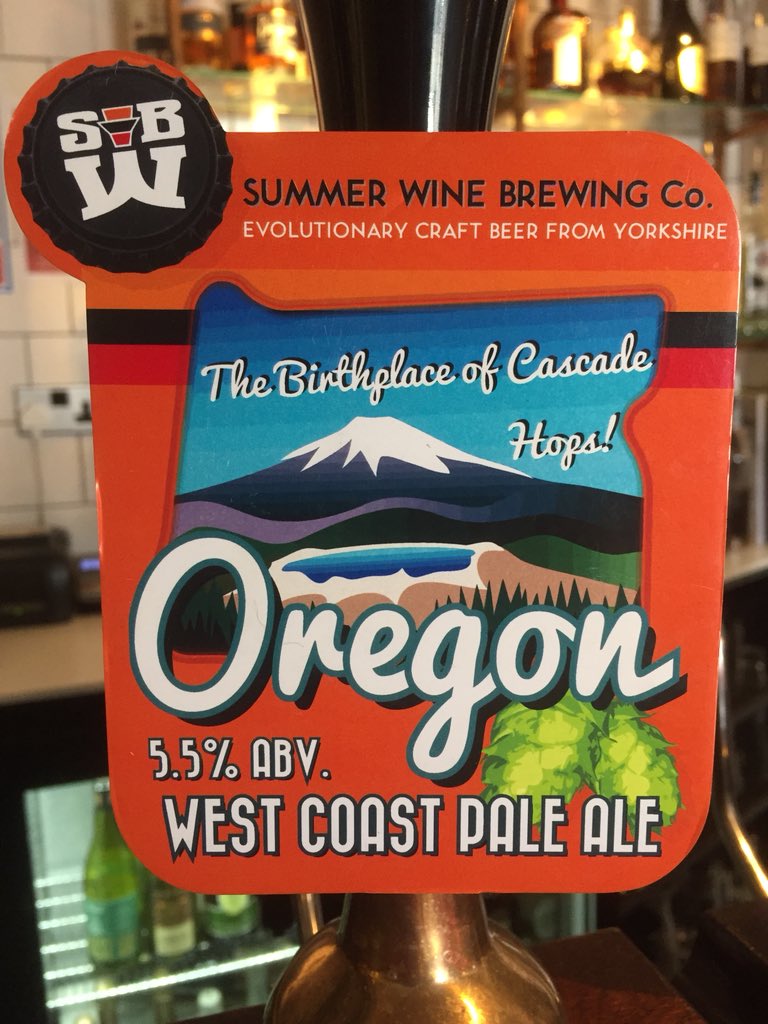 SB
W
SUMMER WINE BREWING Co.
EVOLUTIONARY CRAFT BEER FROM YORKSHIRE
The Birthplace of Cascade
Hops!
Oregon
5.5% ABV.
WEST COAST PALE ALE